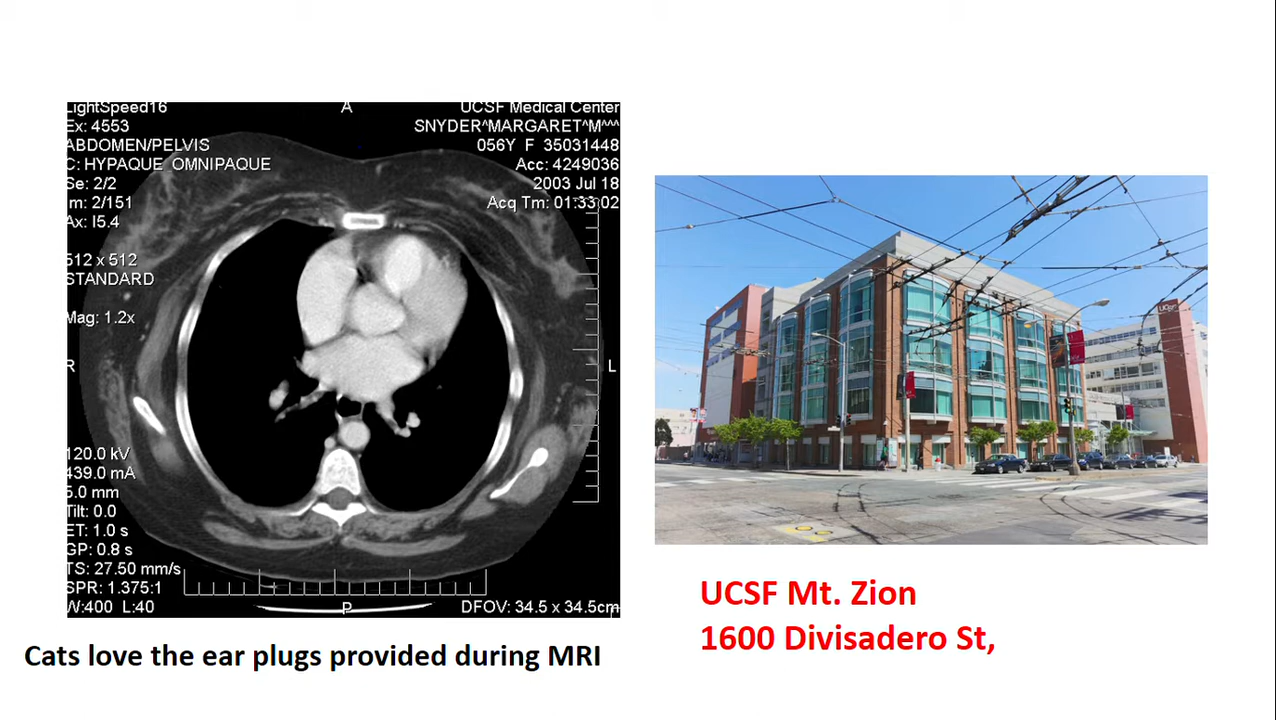 LightSpeed16
Ex: 4553
ABDOMEN/PELVIS
C: HYPAQUE OMNIPAQUE
Se: 2/2
Im: 2/151
Ax: I5.4
512 x 512
STANDARD
Mag: 1.2x
R
120.0 kV
439.0 mA
5.0 mm
Tilt: 0.0
ET: 1.0 s
GP: 0.8 s
TS: 27.50 mm/s
SPR: 1.375:1
W:400 L:40
A
P
UCSF Medical Center
SNYDER^MARGARET^M^^^
056Y F 35031448
Acc: 4249036
2003 Jul 18
Acq Tm: 01:33:02
L
DFOV: 34.5 x 34.5cm
Cats love the ear plugs provided during MRI
UCSF
UCSF Mt. Zion
1600 Divisadero St,